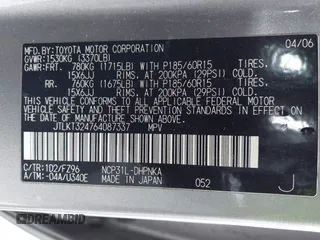 MFD. BY: TOYOTA MOTOR CORPORATION 04/06
GVWR: 1530KG (3370LB)
GAWR: FRT. 780KG (1715LB) WITH P185/60R15 TIRES,
15X6JJ RIMS, AT 200KPA (29PSI) COLD.
RR. 760KG (1675LB) WITH P185/60R15 TIRES,
15X6JJ RIMS, AT 200KPA (29PSI) COLD.
THIS VEHICLE CONFORMS TO ALL APPLICABLE FEDERAL
MOTOR VEHICLE SAFETY, BUMPER, AND THEFT PREVENTION
STANDARDS IN EFFECT ON THE DATE OF MANUFACTURE
SHOWN ABOVE.
JTLKT324764087337 MPV
C/TR: 1D2/FZ96 NCP31L-DHPNKA
A/TM: -04A/U340E MADE IN JAPAN 052 J
DREAMBID